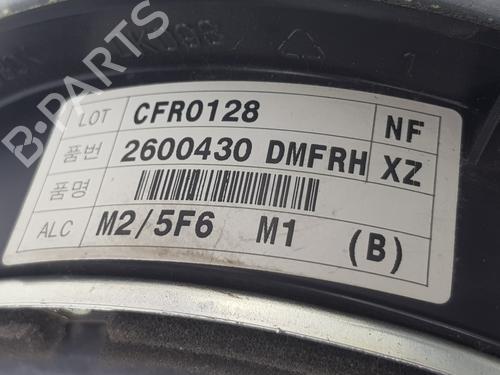 B-PARTS
LOT CFR0128 NF
품번 2600430 DMFRH XZ
품명
ALC M2/5F6 M1 (B)